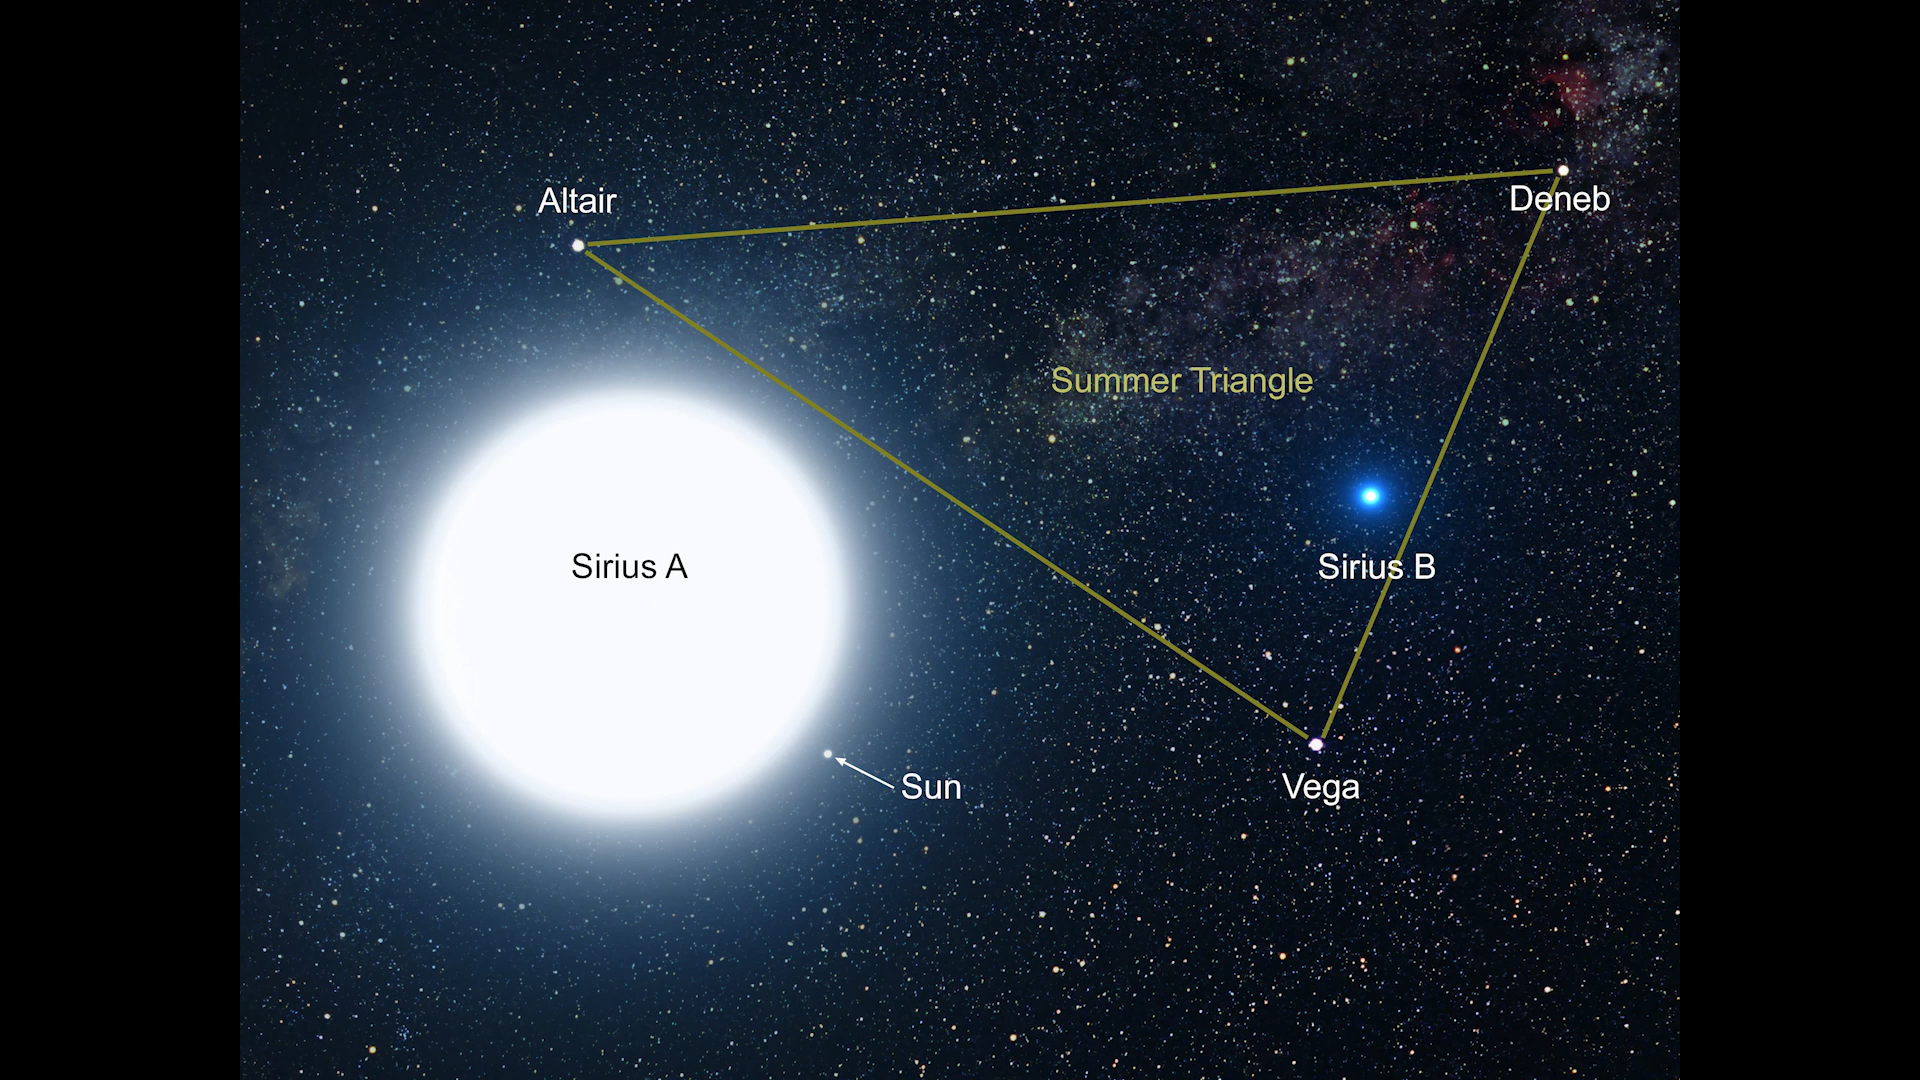 Altair
Deneb
Summer Triangle
Sirius A
Sirius B
Sun
Vega